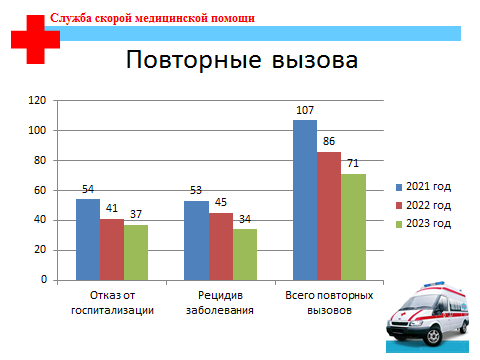 Служба скорой медицинской помощи
Повторные вызова
120
100
80
60
40
20
0
54
41
37
53
45
34
107
86
71
Отказ от
госпитализации
Рецидив
заболевания
Всего повторных
вызовов
2021 год
2022 год
2023 год